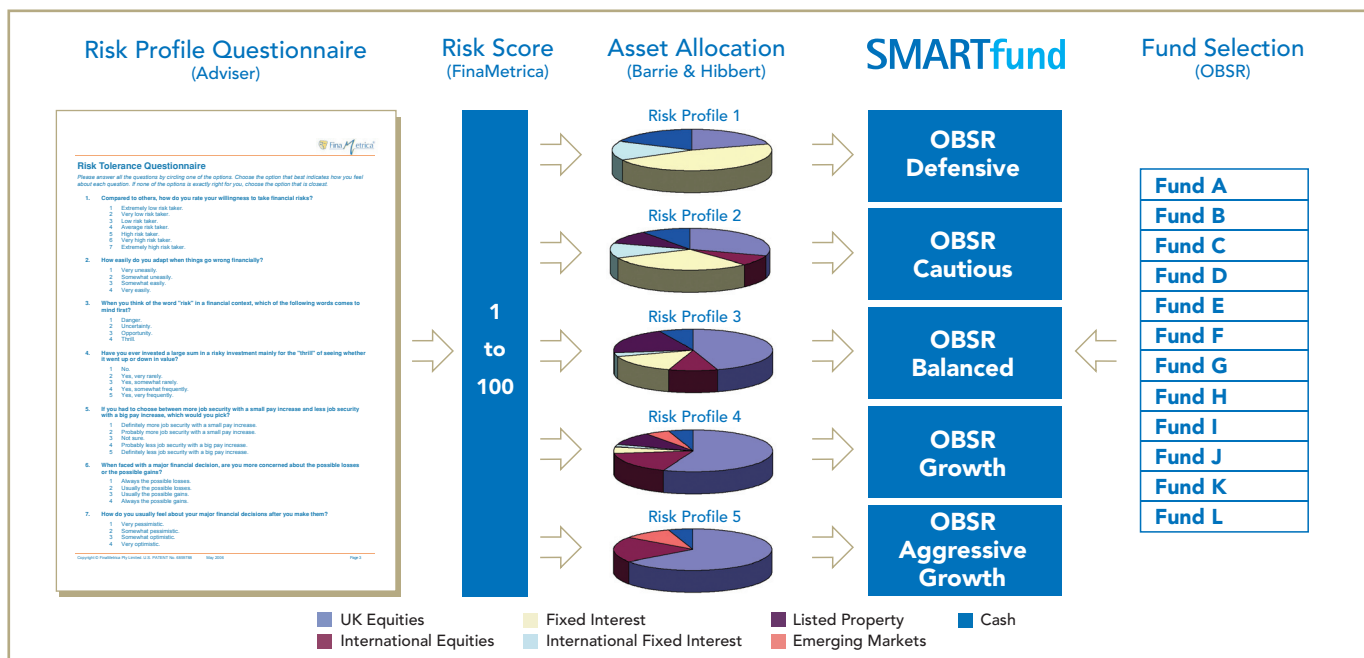 Risk Profile Questionnaire
(Adviser)
Risk Score
(FinaMetrica)
Asset Allocation
(Barrie & Hibbert)
SMARTfund
Fund Selection
(OBSR)
FinaMetrica
Risk Tolerance Questionnaire
Please answer all the questions by circling one of the options. Choose the option that best indicates how you feel
about each question. If none of the options is exactly right for you, choose the option that is closest.
1. Compared to others, how do you rate your willingness to take financial risks?
1 Extremely low risk taker.
2 Very low risk taker.
3 Low risk taker.
4 Average risk taker.
5 High risk taker.
6 Very high risk taker.
7 Extremely high risk taker.
2. How easily do you adapt when things go wrong financially?
1 Very uneasily.
2 Somewhat uneasily.
3 Somewhat easily.
4 Very easily.
3. When you think of the word "risk" in a financial context, which of the following words comes to
mind first?
1 Danger.
2 Uncertainty.
3 Opportunity.
4 Thrill.
4. Have you ever invested a large sum in a risky investment mainly for the "thrill" of seeing whether
it went up or down in value?
1 No.
2 Yes, very rarely.
3 Yes, somewhat rarely.
4 Yes, somewhat frequently.
5 Yes, very frequently.
5. If you had to choose between more job security with a small pay increase and less job security
with a big pay increase, which would you pick?
1 Definitely more job security with a small pay increase.
2 Probably more job security with a small pay increase.
3 Not sure.
4 Probably less job security with a big pay increase.
5 Definitely less job security with a big pay increase.
6. When faced with a major financial decision, are you more concerned about the possible losses
or the possible gains?
1 Always the possible losses.
2 Usually the possible losses.
3 Usually the possible gains.
4 Always the possible gains.
7. How do you usually feel about your major financial decisions after you make them?
1 Very pessimistic.
2 Somewhat pessimistic.
3 Somewhat optimistic.
4 Very optimistic.
Copyright © FinaMetrica Pty Limited, U.S. PATENT No.
May
Page
1
to
100
Risk Profile 1
Risk Profile 2
Risk Profile 3
Risk Profile 4
Risk Profile 5
OBSR
Defensive
OBSR
Cautious
OBSR
Balanced
OBSR
Growth
OBSR
Aggressive
Growth
Fund A
Fund B
Fund C
Fund D
Fund E
Fund F
Fund G
Fund H
Fund I
Fund J
Fund K
Fund L
UK Equities
Fixed Interest
Listed Property
Cash
International Equities
International Fixed Interest
Emerging Markets